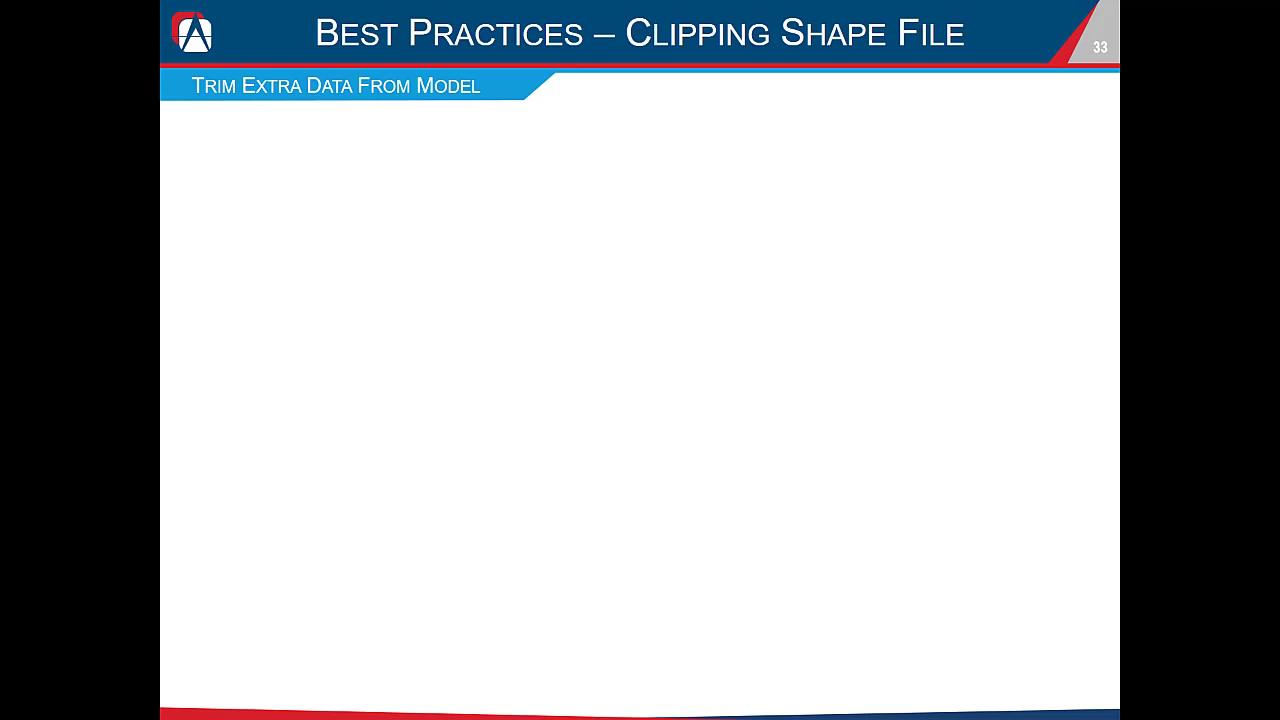 Best Practices – Clipping Shape File
33
Trim Extra Data From Model